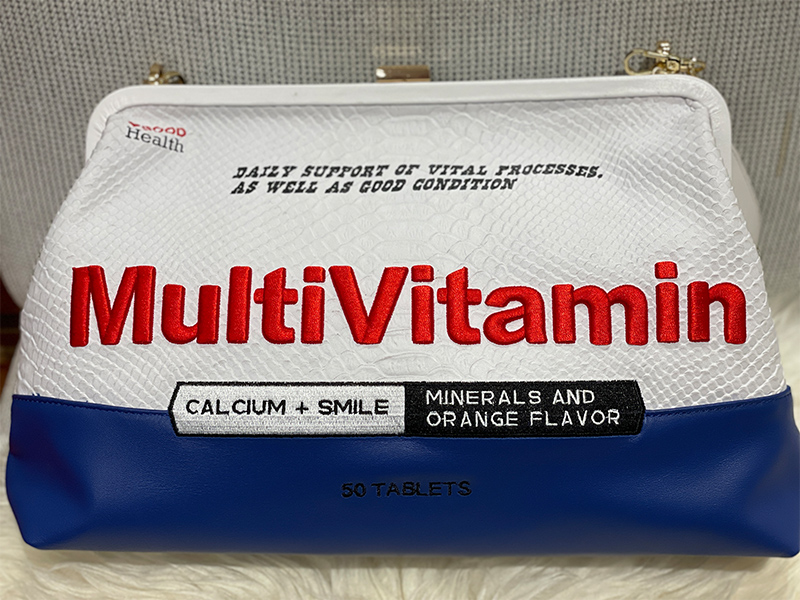 GOOD
Health
DAILY SUPPORT OF VITAL PROCESSES,
AS WELL AS GOOD CONDITION
MultiVitamin
CALCIUM + SMILE
MINERALS AND
ORANGE FLAVOR
50 TABLETS